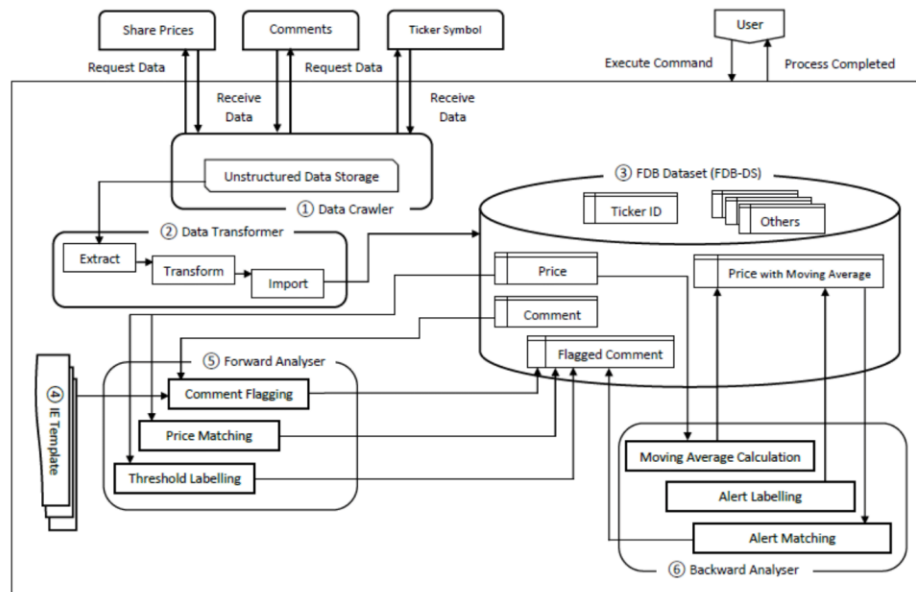 Share Prices
Comments
Ticker Symbol
User
Request Data
Request Data
Execute Command
Process Completed
Receive
Data
Receive
Data
Unstructured Data Storage
① Data Crawler
③ FDB Dataset (FDB-DS)
Ticker ID
Others
② Data Transformer
Extract
Transform
Import
Price
Price with Moving Average
Comment
Flagged Comment
④ IE Template
⑤ Forward Analyser
Comment Flagging
Price Matching
Threshold Labelling
Moving Average Calculation
Alert Labelling
Alert Matching
⑥ Backward Analyser